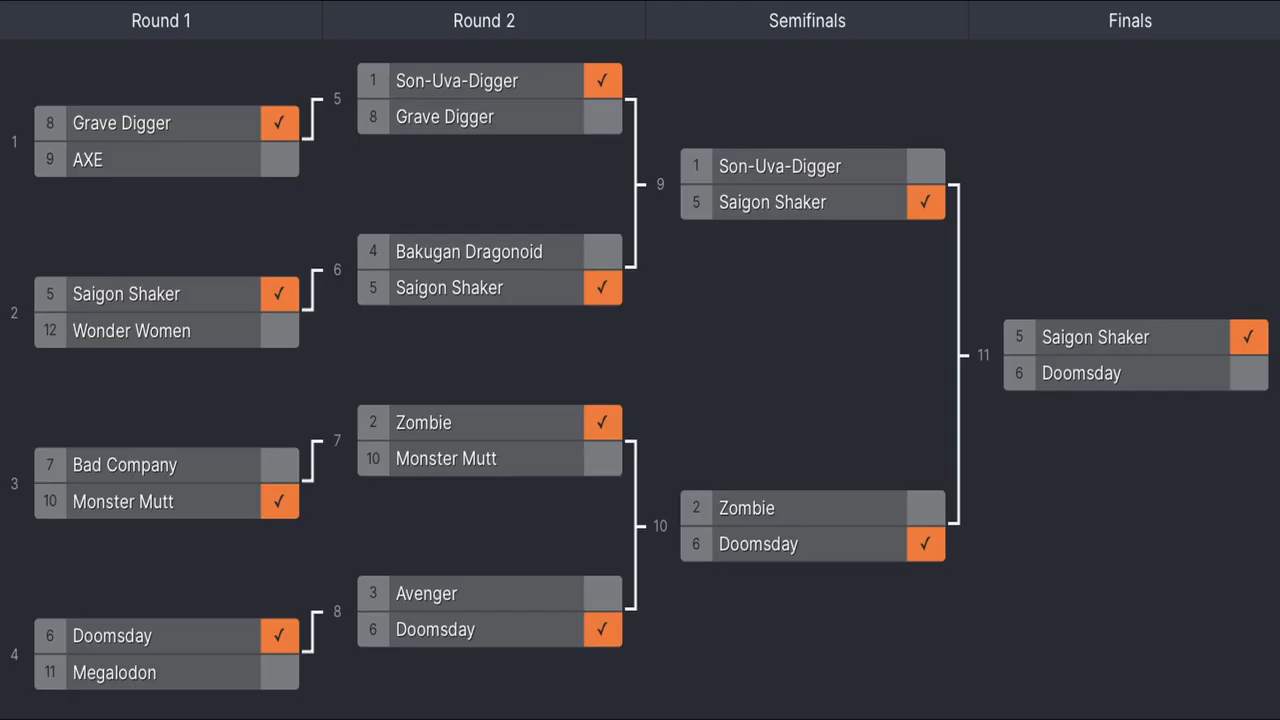 Round 1
Round 2
Semifinals
Finals
1
8 Grave Digger ✓
9 AXE
2
5 Saigon Shaker ✓
12 Wonder Women
3
7 Bad Company
10 Monster Mutt ✓
4
6 Doomsday ✓
11 Megalodon
5
1 Son-Uva-Digger ✓
8 Grave Digger
6
4 Bakugan Dragonoid
5 Saigon Shaker ✓
7
2 Zombie ✓
10 Monster Mutt
8
3 Avenger
6 Doomsday ✓
9
1 Son-Uva-Digger
5 Saigon Shaker ✓
10
2 Zombie
6 Doomsday ✓
11
5 Saigon Shaker ✓
6 Doomsday